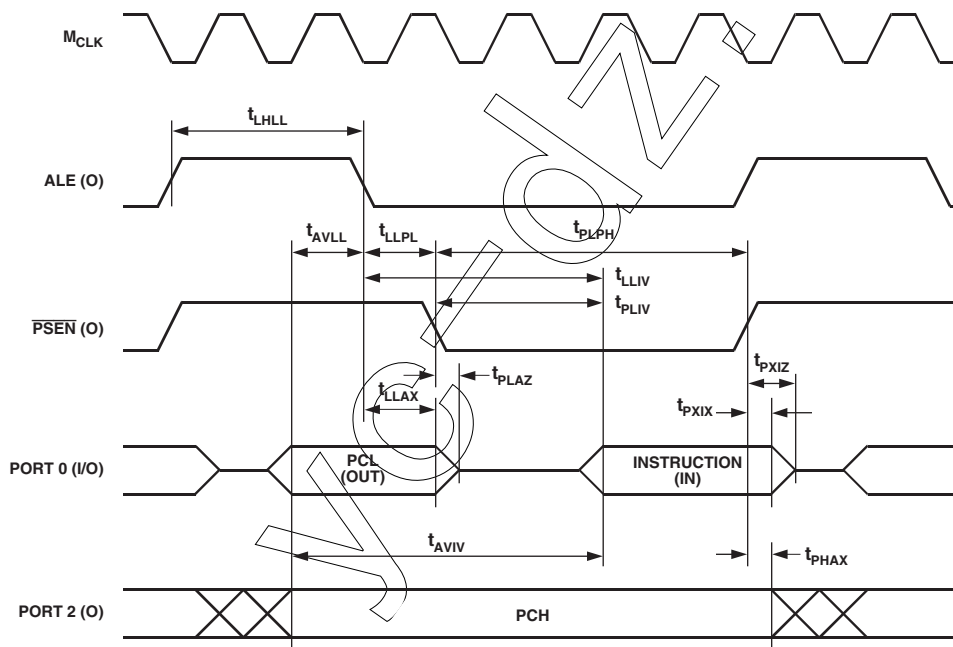 MCLK
tLHLL
ALE (O)
tAVLL
tLLPL
tPLPH
tLLIV
tPLIV
PSEN (O)
tPXIZ
tLLAX
tPLAZ
tPXIX
PORT 0 (I/O)
PCL
(OUT)
INSTRUCTION
(IN)
tAVIV
tPHAX
PORT 2 (O)
PCH